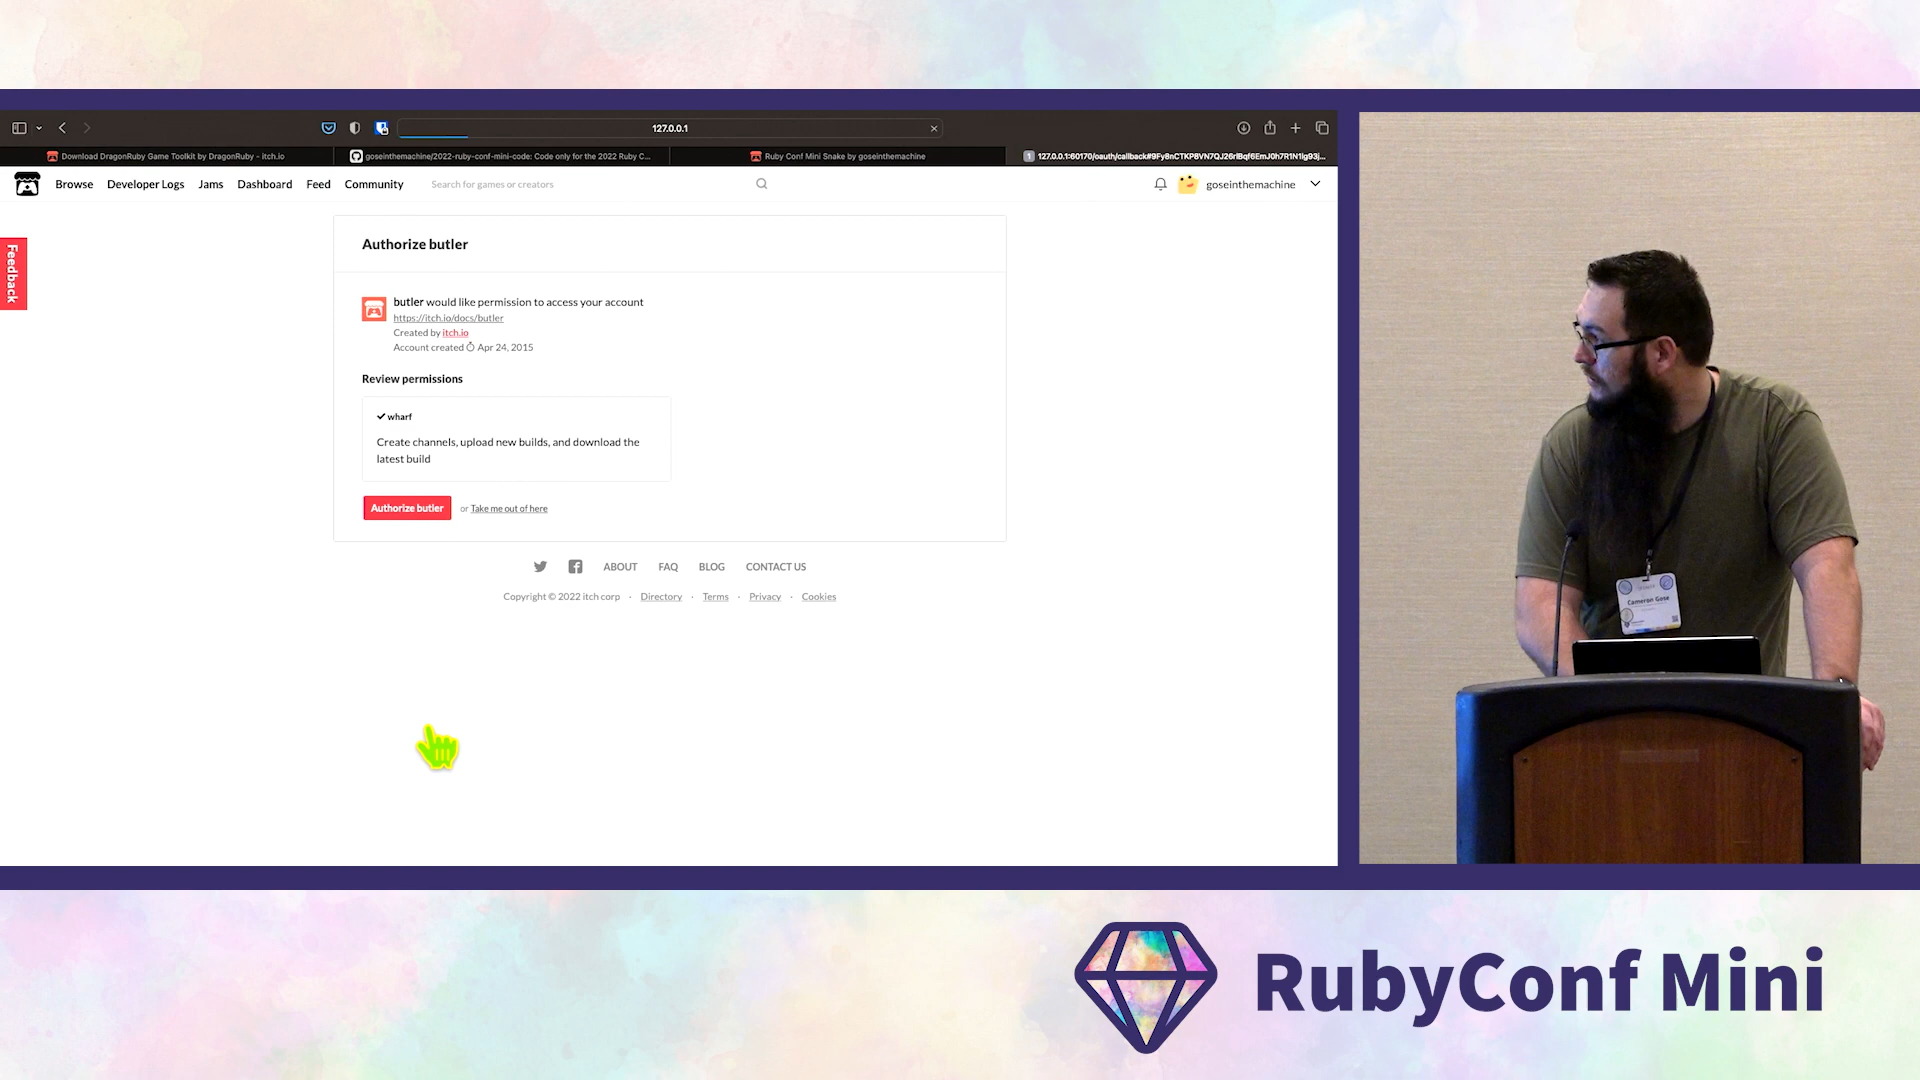 127.0.0.1
Download DragonRuby Game Toolkit by DragonRuby - itch.io
goseinthemachine/2022-ruby-conf-mini-code: Code only for the 2022 Ruby C...
Ruby Conf Mini Snake by goseinthemachine
1
Browse
Developer Logs
Jams
Dashboard
Feed
Community
Search for games or creators
goseinthemachine
Feedback
Authorize butler
butler would like permission to access your account
https://itch.io/docs/butler
Created by itch.io
Account created Apr 24, 2015
Review permissions
wharf
Create channels, upload new builds, and download the
latest build
Authorize butler or Take me out of here
ABOUT FAQ BLOG CONTACT US
Copyright © 2022 itch corp · Directory · Terms · Privacy · Cookies
Cameron Gose
RubyConf Mini